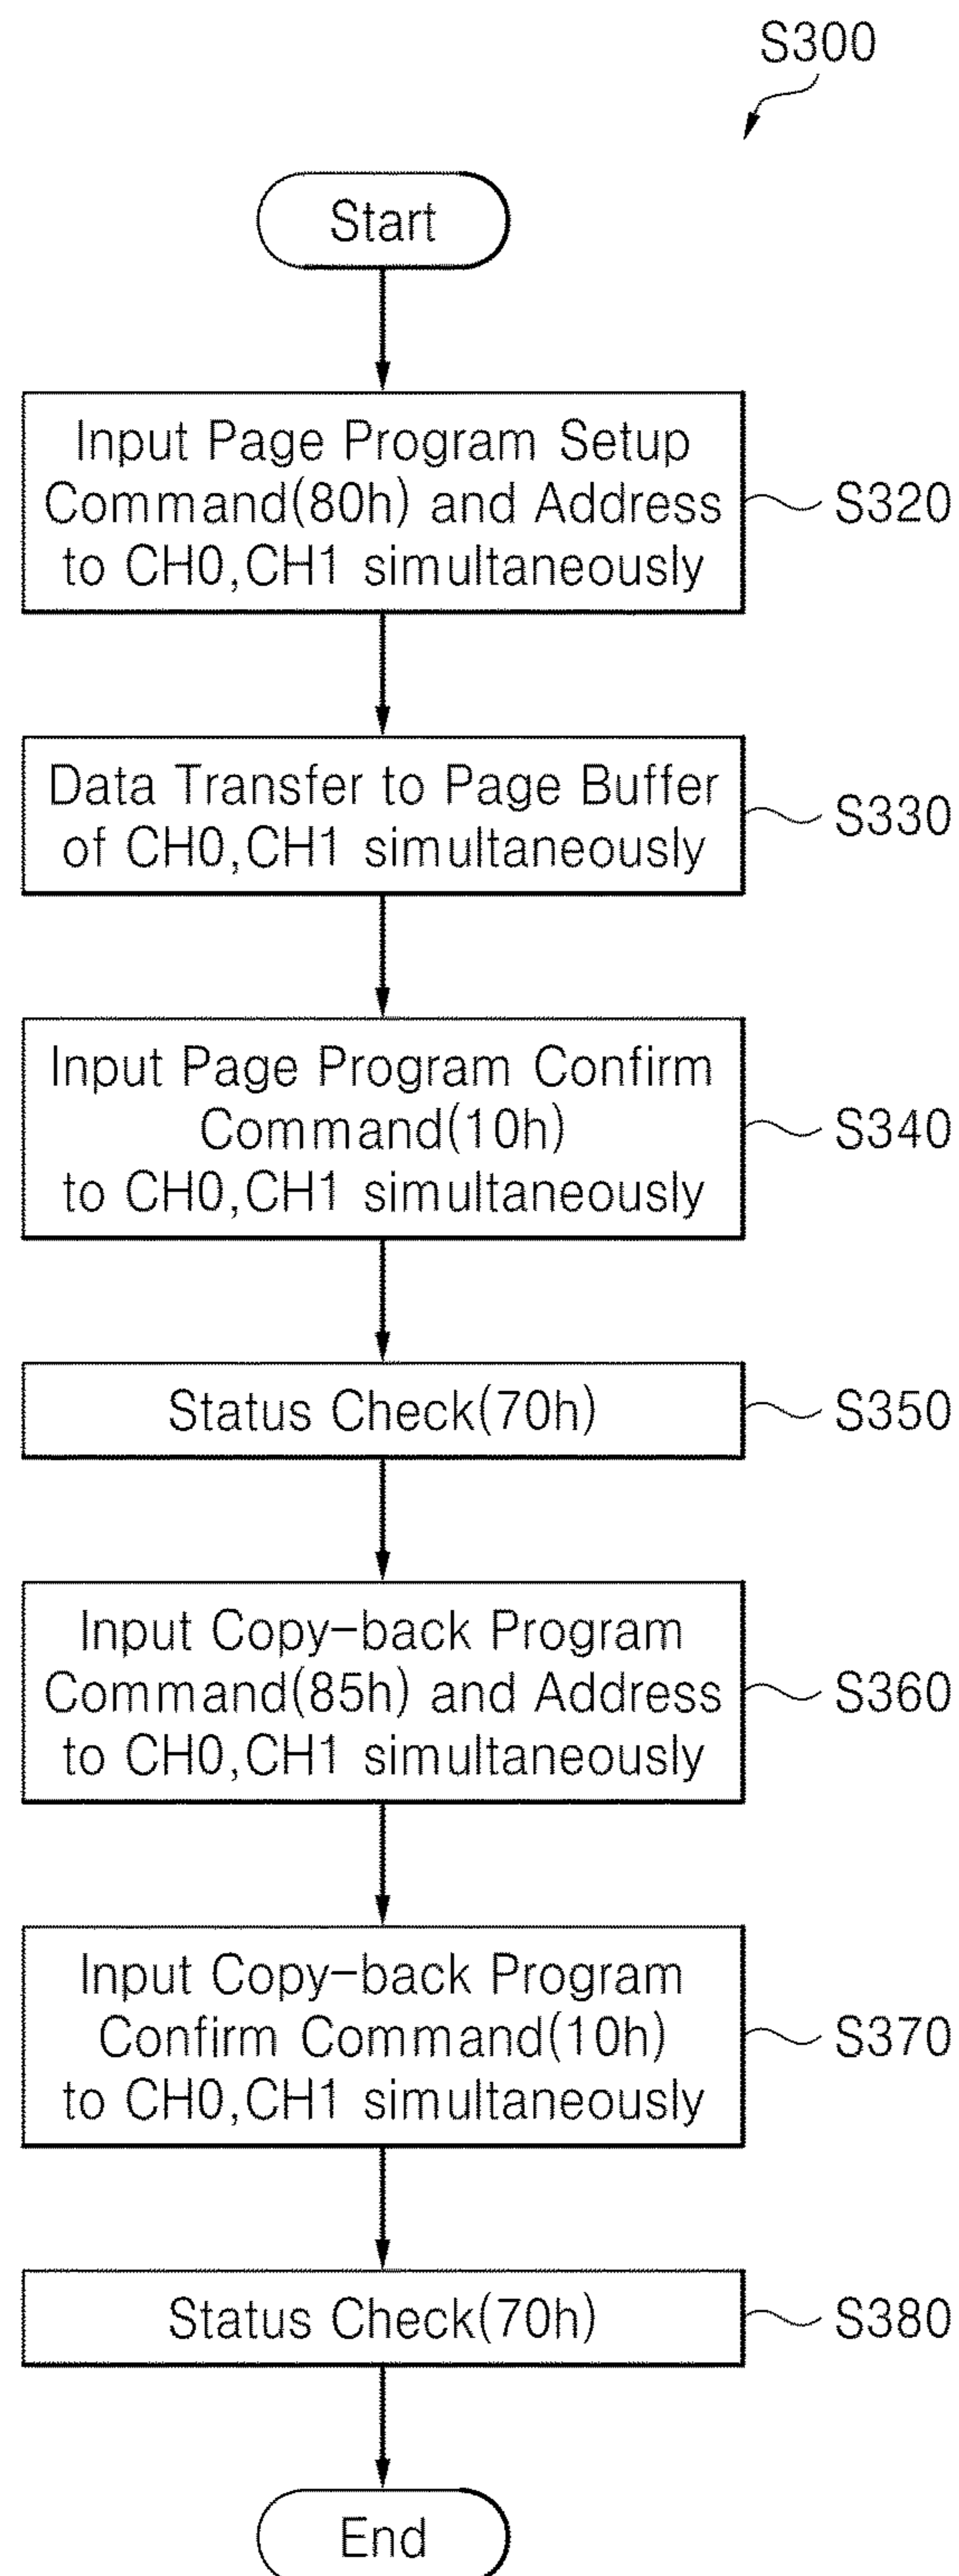 S300
Start
Input Page Program Setup
Command(80h) and Address
to CH0,CH1 simultaneously
S320
Data Transfer to Page Buffer
of CH0,CH1 simultaneously
S330
Input Page Program Confirm
Command(10h)
to CH0,CH1 simultaneously
S340
Status Check(70h)
S350
Input Copy-back Program
Command(85h) and Address
to CH0,CH1 simultaneously
S360
Input Copy-back Program
Confirm Command(10h)
to CH0,CH1 simultaneously
S370
Status Check(70h)
S380
End